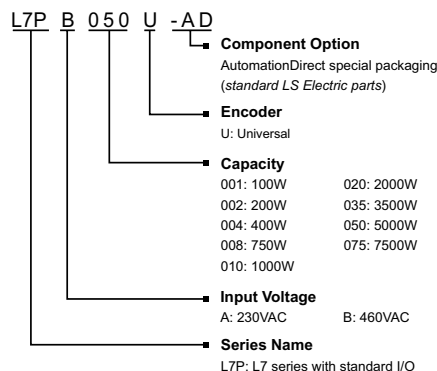 L7P B 050 U -AD
Component Option
AutomationDirect special packaging
(standard LS Electric parts)
Encoder
U: Universal
Capacity
001: 100W 020: 2000W
002: 200W 035: 3500W
004: 400W 050: 5000W
008: 750W 075: 7500W
010: 1000W
Input Voltage
A: 230VAC B: 460VAC
Series Name
L7P: L7 series with standard I/O